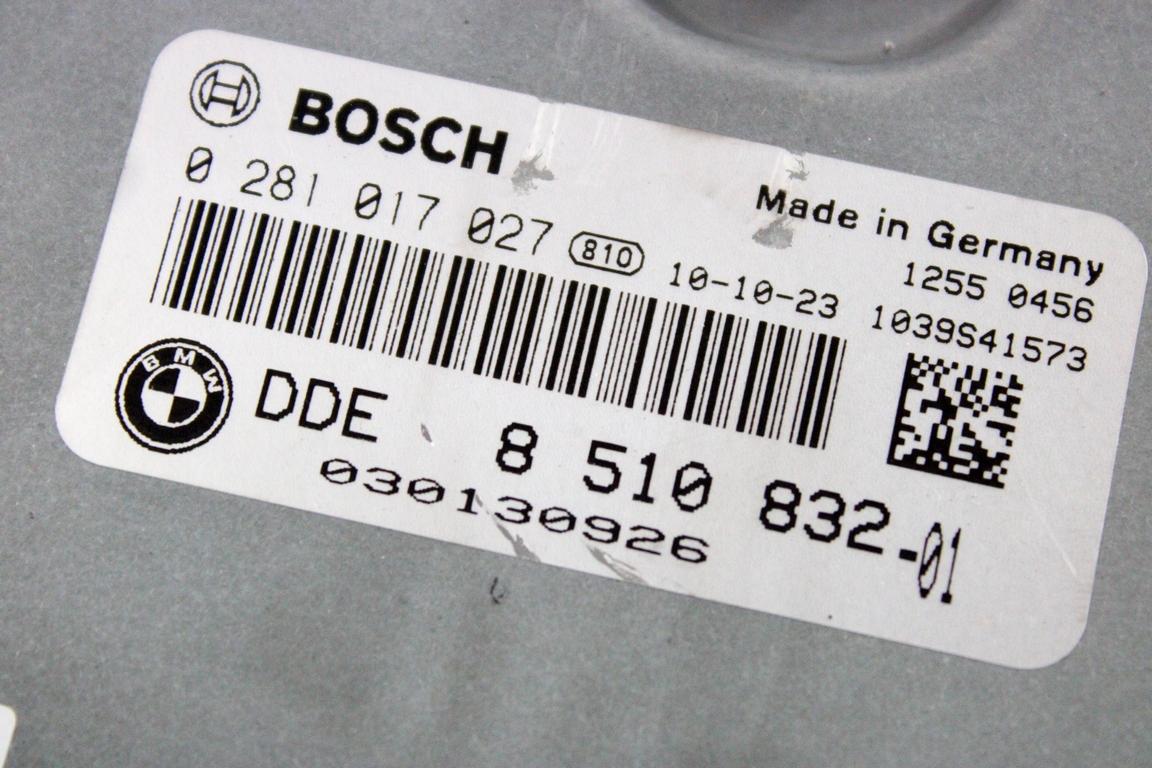 BOSCH
0 281 017 027 810 10-10-23
Made in Germany
1255 0456
1039S41573
BMW
DDE 8 510 832-01
030130926